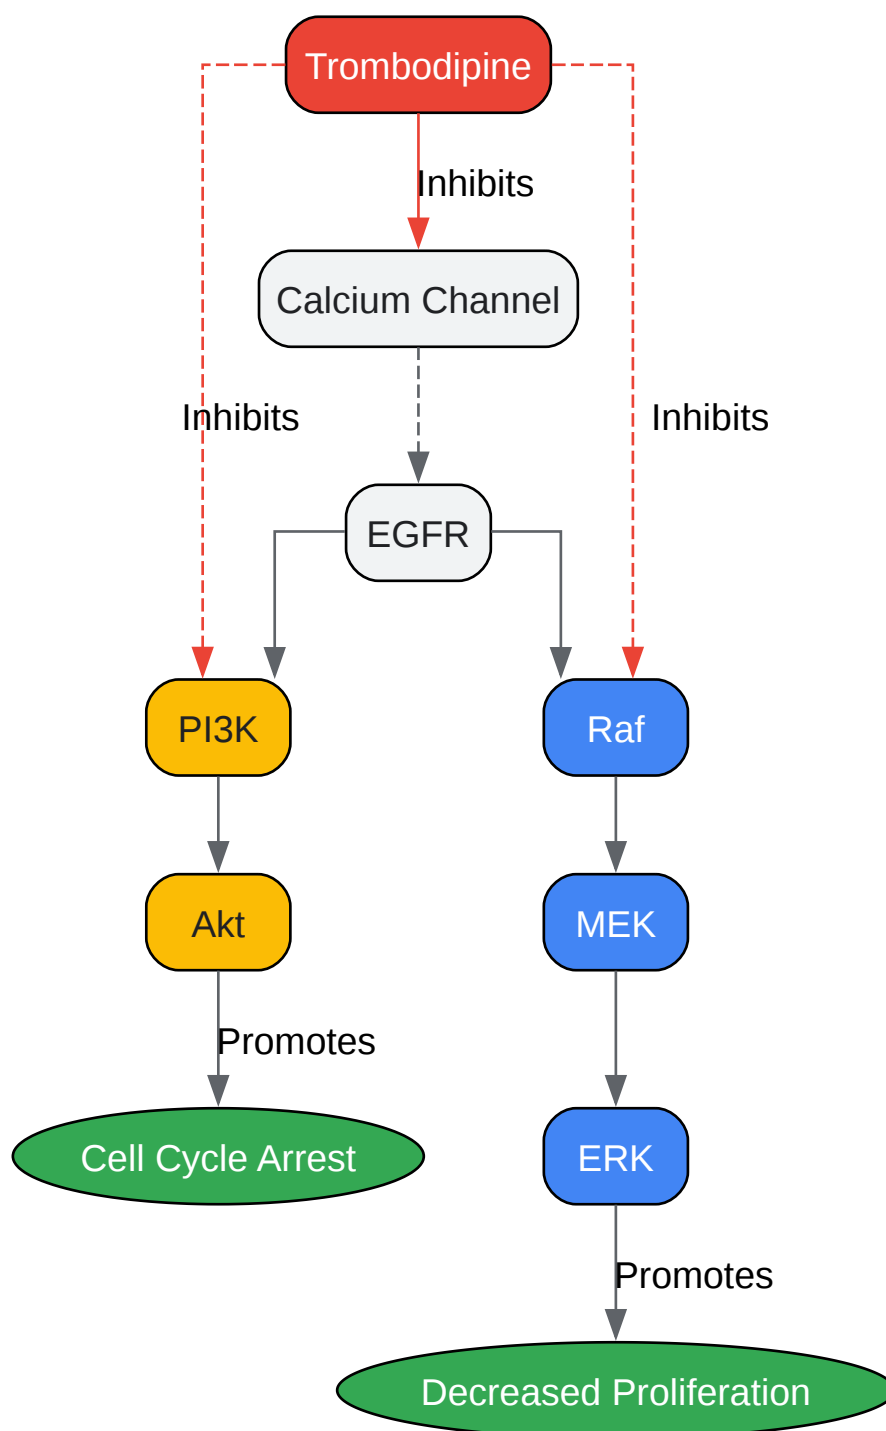 Trombodipine
Inhibits
Calcium Channel
Inhibits
Inhibits
EGFR
PI3K
Raf
Akt
MEK
Promotes
Cell Cycle Arrest
ERK
Promotes
Decreased Proliferation